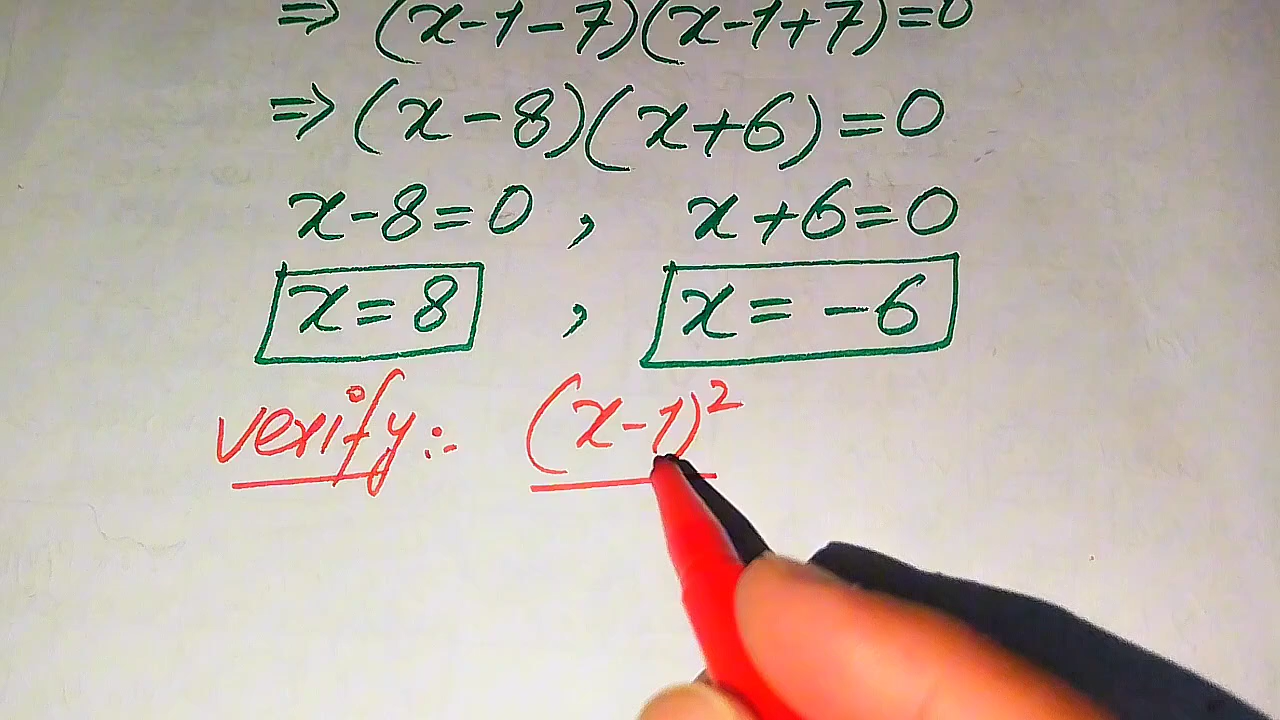 ⇒ (x-1-7)(x-1+7)=0
⇒ (x-8)(x+6)=0
x-8=0 , x+6=0
x=8 , x=-6
verify:- (x-1)²